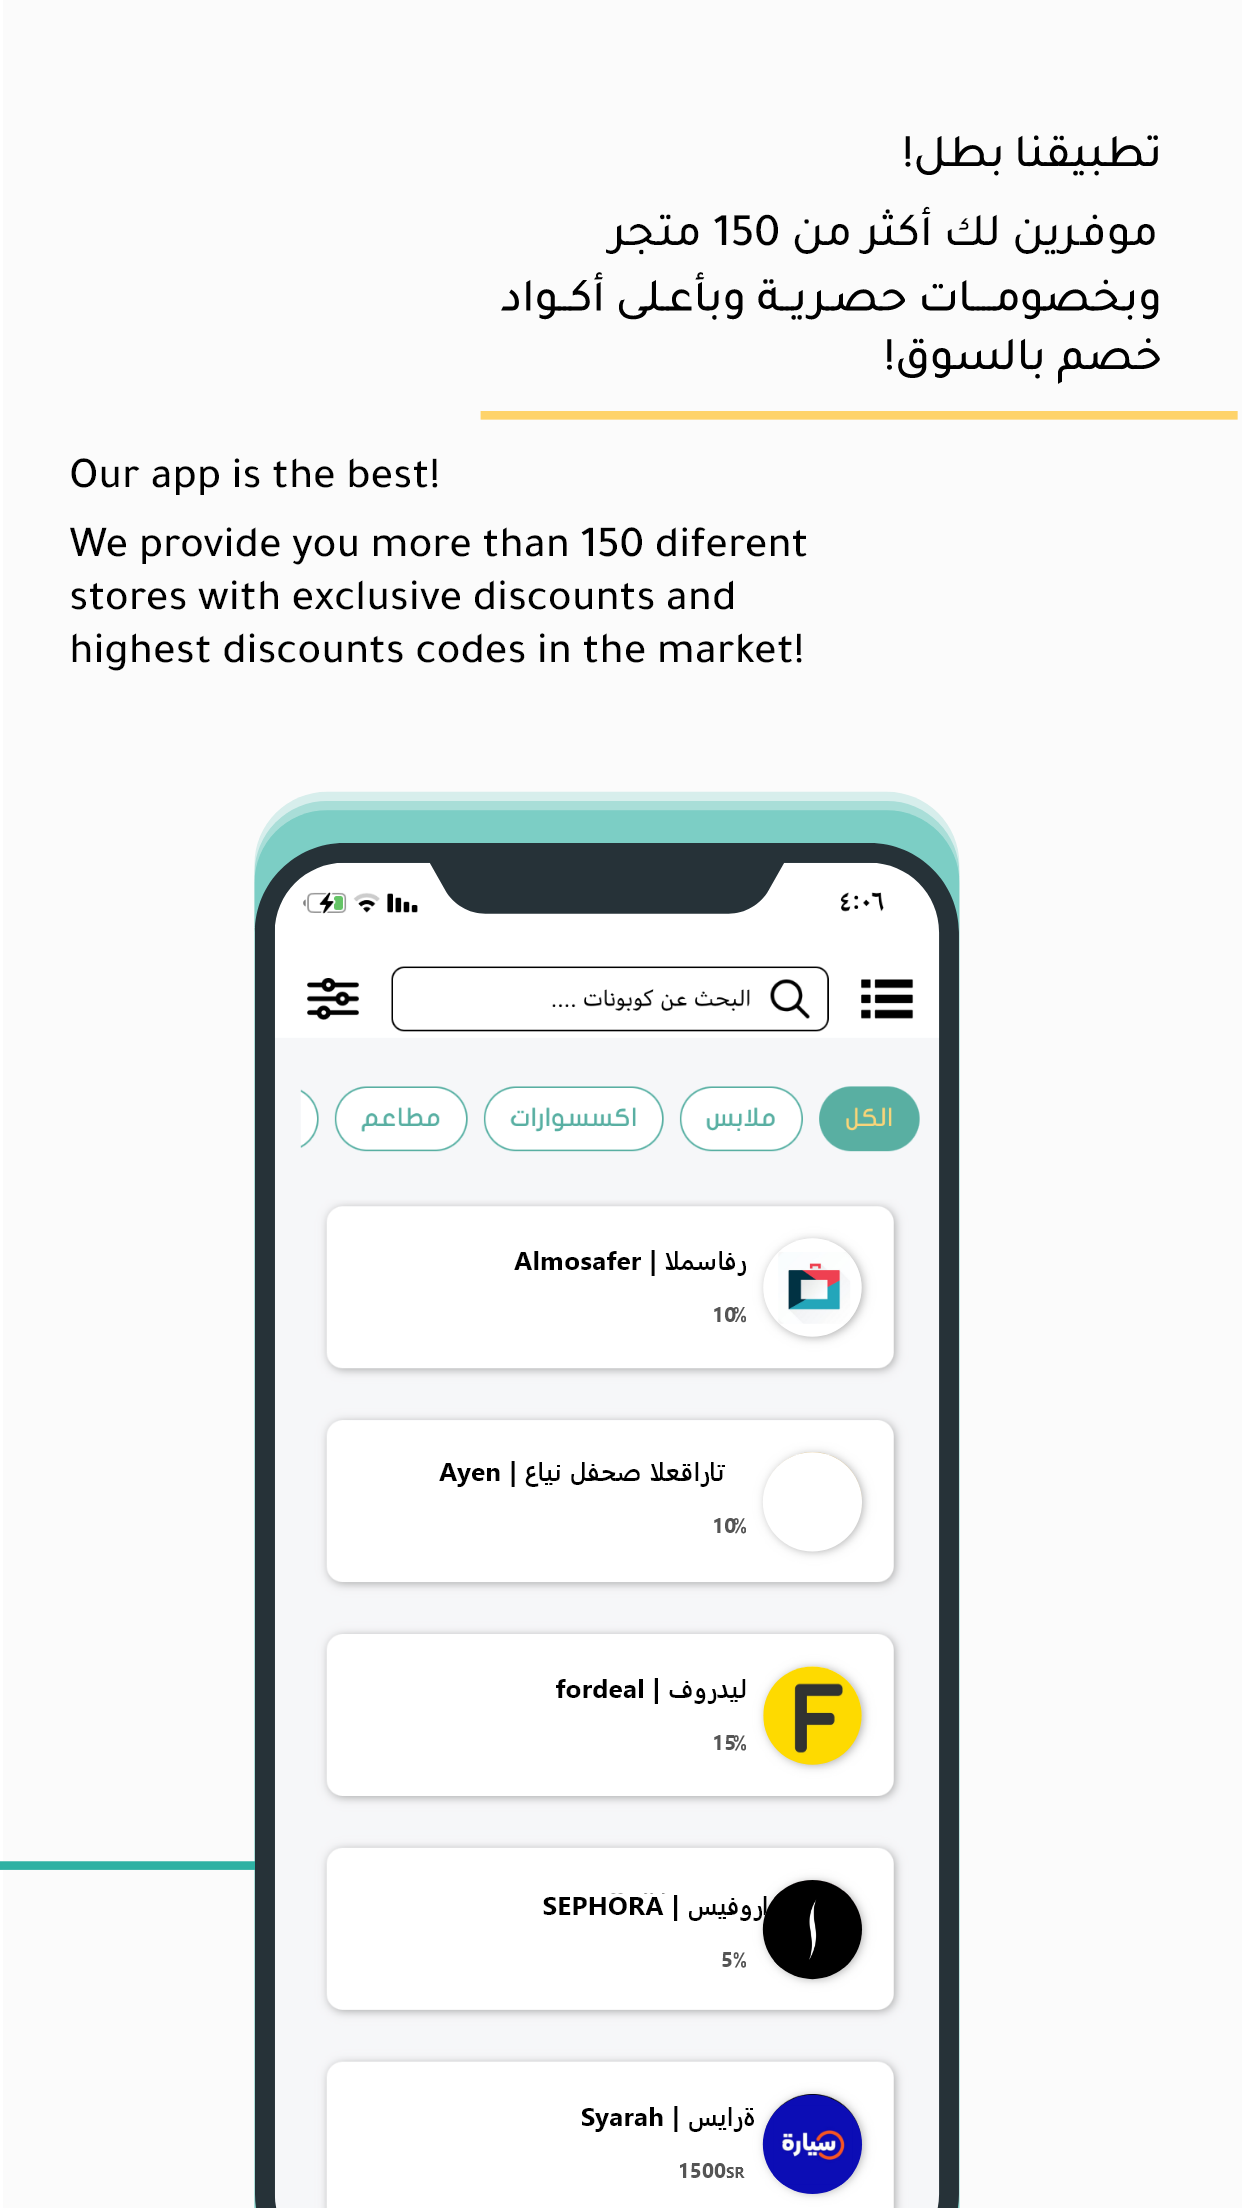 تطبيقنا بطل!
موفرين لك أكثر من 150 متجر
وبخصومـــات حصرية وبأعلى أكـواد
خصم بالسوق!
Our app is the best!
We provide you more than 150 diferent
stores with exclusive discounts and
highest discounts codes in the market!
٤:٠٦
البحث عن كوبونات ....
الكل ملابس اكسسوارات مطاعم
Almosafer | رفاسملا
10%
Ayen | تاراقعلا صحفل نياع
10%
fordeal | ليدروف
15%
F
SEPHORA | اروفيس
5%
Syarah | ةرايس
سيارة
1500SR